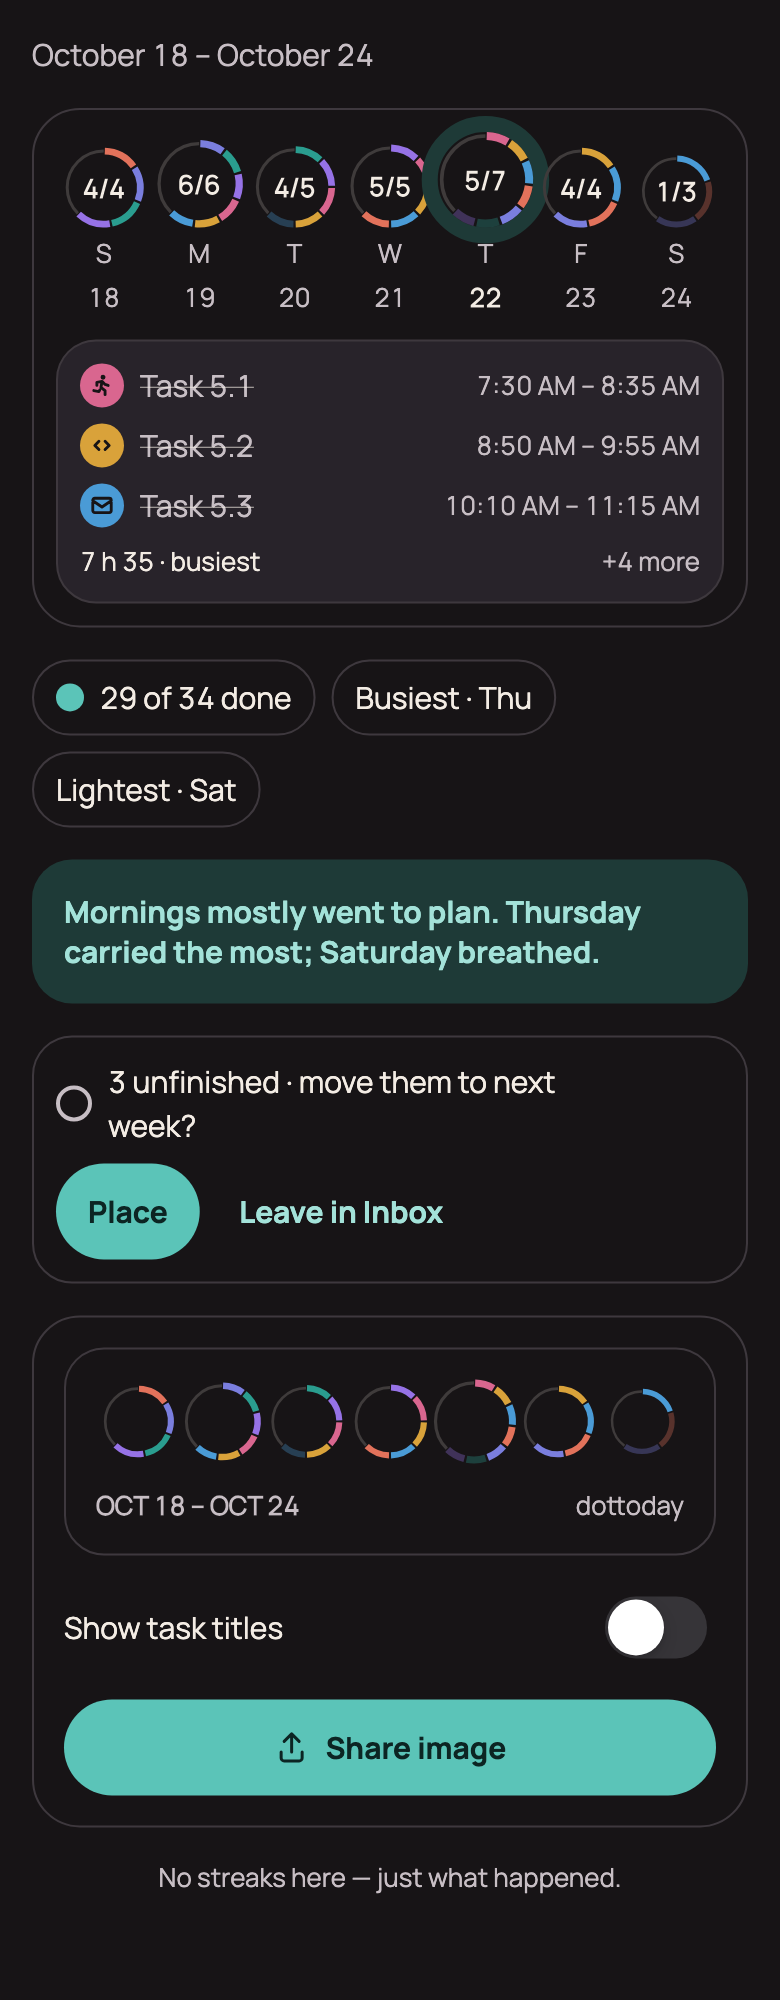 October 18 – October 24
4/4 6/6 4/5 5/5 5/7 4/4 1/3
S M T W T F S
18 19 20 21 22 23 24
Task 5.1 7:30 AM – 8:35 AM
Task 5.2 8:50 AM – 9:55 AM
Task 5.3 10:10 AM – 11:15 AM
7 h 35 · busiest +4 more
29 of 34 done Busiest · Thu
Lightest · Sat
Mornings mostly went to plan. Thursday
carried the most; Saturday breathed.
3 unfinished · move them to next
week?
Place Leave in Inbox
OCT 18 – OCT 24 dottoday
Show task titles
Share image
No streaks here — just what happened.